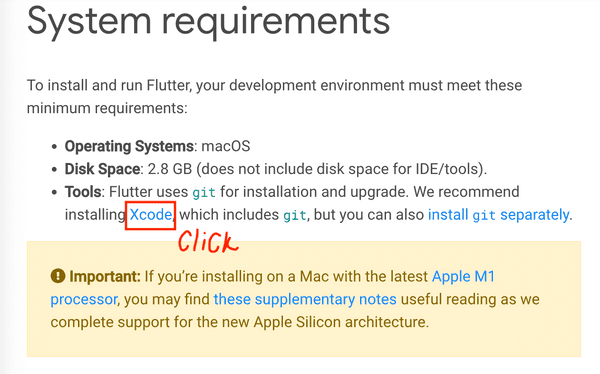 System requirements
To install and run Flutter, your development environment must meet these
minimum requirements:
• Operating Systems: macOS
• Disk Space: 2.8 GB (does not include disk space for IDE/tools).
• Tools: Flutter uses git for installation and upgrade. We recommend
installing Xcode, which includes git, but you can also install git separately.
Click
Important: If you’re installing on a Mac with the latest Apple M1
processor, you may find these supplementary notes useful reading as we
complete support for the new Apple Silicon architecture.